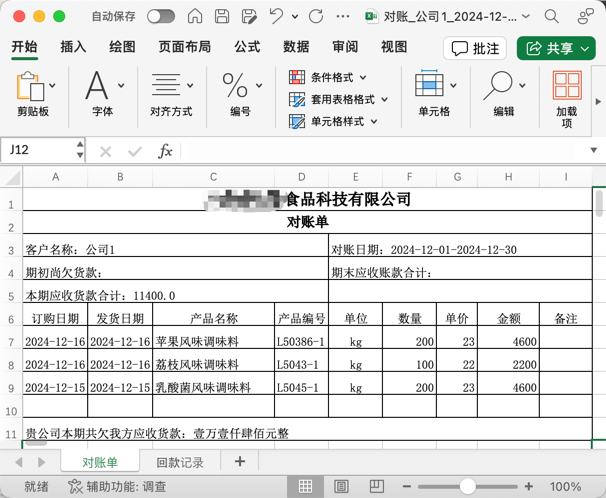 自动保存
对账_公司1_2024-12-...
开始 插入 绘图 页面布局 公式 数据 审阅 视图 批注 共享
剪贴板 字体 对齐方式 编号 条件格式 套用表格格式 单元格样式 单元格 编辑 加载项
J12 fx
A B C D E F G H I
1 食品科技有限公司
2 对账单
3 客户名称：公司1 对账日期：2024-12-01-2024-12-30
4 期初尚欠货款： 期末应收账款合计：
5 本期应收货款合计：11400.0
6 订购日期 发货日期 产品名称 产品编号 单位 数量 单价 金额 备注
7 2024-12-16 2024-12-16 苹果风味调味料 L50386-1 kg 200 23 4600
8 2024-12-16 2024-12-16 荔枝风味调味料 L5043-1 kg 100 22 2200
9 2024-12-15 2024-12-15 乳酸菌风味调味料 L5045-1 kg 200 23 4600
10
11 贵公司本期共欠我方应收货款：壹万壹仟肆佰元整
对账单 回款记录 +
就绪 辅助功能: 调查 100%